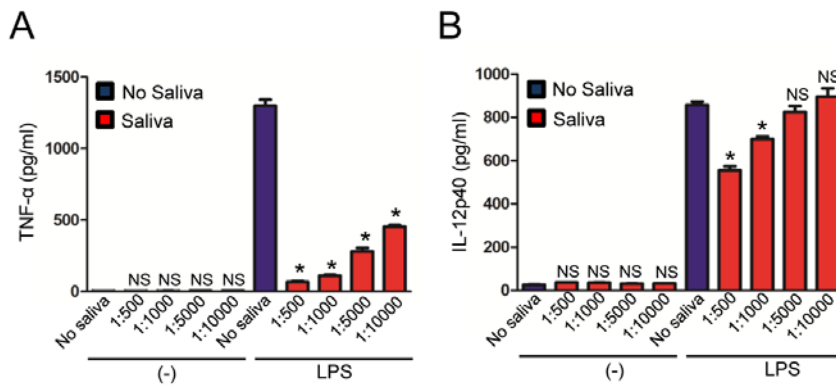 A
TNF-α (pg/ml)
1500
1000
500
0
No Saliva
Saliva
NS NS NS NS
* * * *
No saliva
1:500
1:1000
1:5000
1:10000
No saliva
1:500
1:1000
1:5000
1:10000
(-)
LPS
B
IL-12p40 (pg/ml)
1000
800
600
400
200
0
No Saliva
Saliva
NS NS NS NS
* * NS NS
No saliva
1:500
1:1000
1:5000
1:10000
No saliva
1:500
1:1000
1:5000
1:10000
(-)
LPS